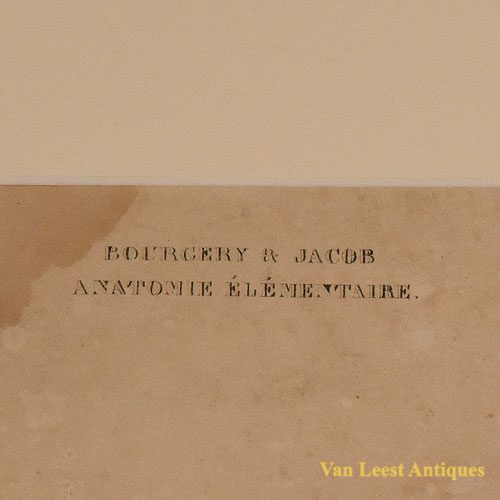 BOURGERY & JACOB
ANATOMIE ÉLÉMENTAIRE.
Van Leest Antiques